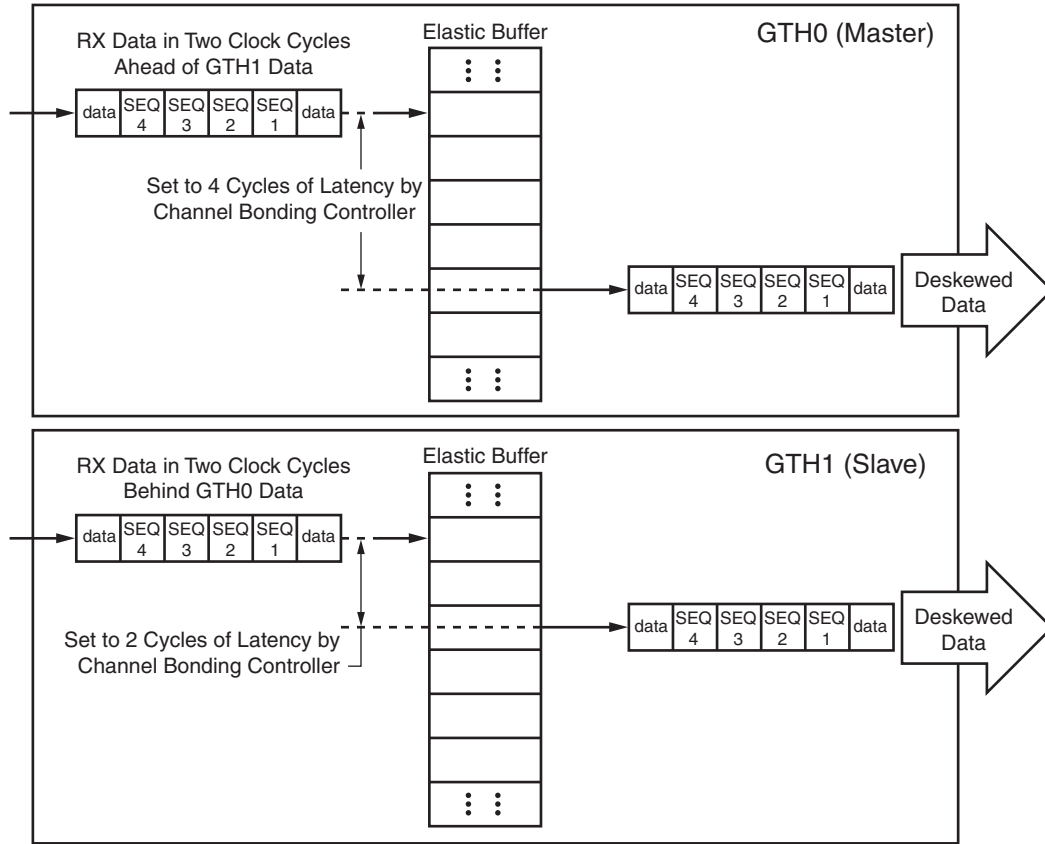 GTH0 (Master)
RX Data in Two Clock Cycles
Ahead of GTH1 Data
Elastic Buffer
data SEQ 4 SEQ 3 SEQ 2 SEQ 1 data
Set to 4 Cycles of Latency by
Channel Bonding Controller
data SEQ 4 SEQ 3 SEQ 2 SEQ 1 data
Deskewed
Data
GTH1 (Slave)
RX Data in Two Clock Cycles
Behind GTH0 Data
Elastic Buffer
data SEQ 4 SEQ 3 SEQ 2 SEQ 1 data
Set to 2 Cycles of Latency by
Channel Bonding Controller
data SEQ 4 SEQ 3 SEQ 2 SEQ 1 data
Deskewed
Data